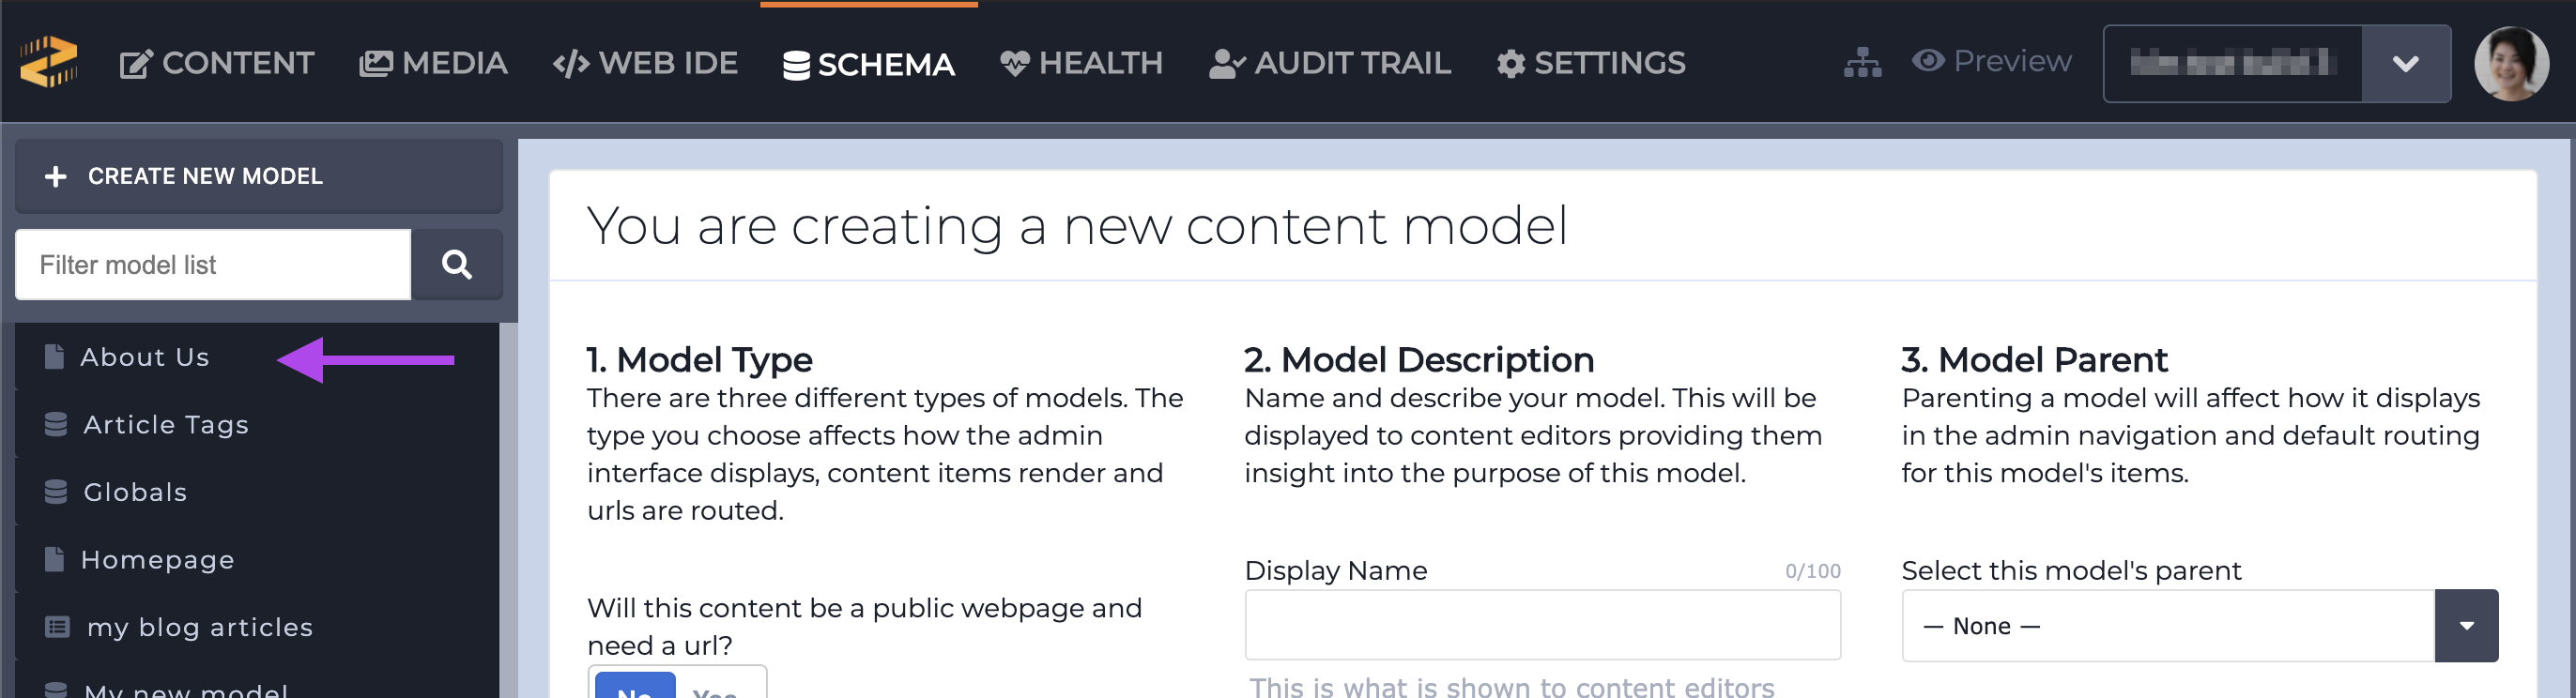 CONTENT MEDIA WEB IDE SCHEMA HEALTH AUDIT TRAIL SETTINGS Preview
CREATE NEW MODEL
Filter model list
About Us
Article Tags
Globals
Homepage
my blog articles
My new model
You are creating a new content model
1. Model Type
There are three different types of models. The
type you choose affects how the admin
interface displays, content items render and
urls are routed.
Will this content be a public webpage and
need a url?
No Yes
2. Model Description
Name and describe your model. This will be
displayed to content editors providing them
insight into the purpose of this model.
Display Name 0/100
This is what is shown to content editors
3. Model Parent
Parenting a model will affect how it displays
in the admin navigation and default routing
for this model's items.
Select this model's parent
— None —